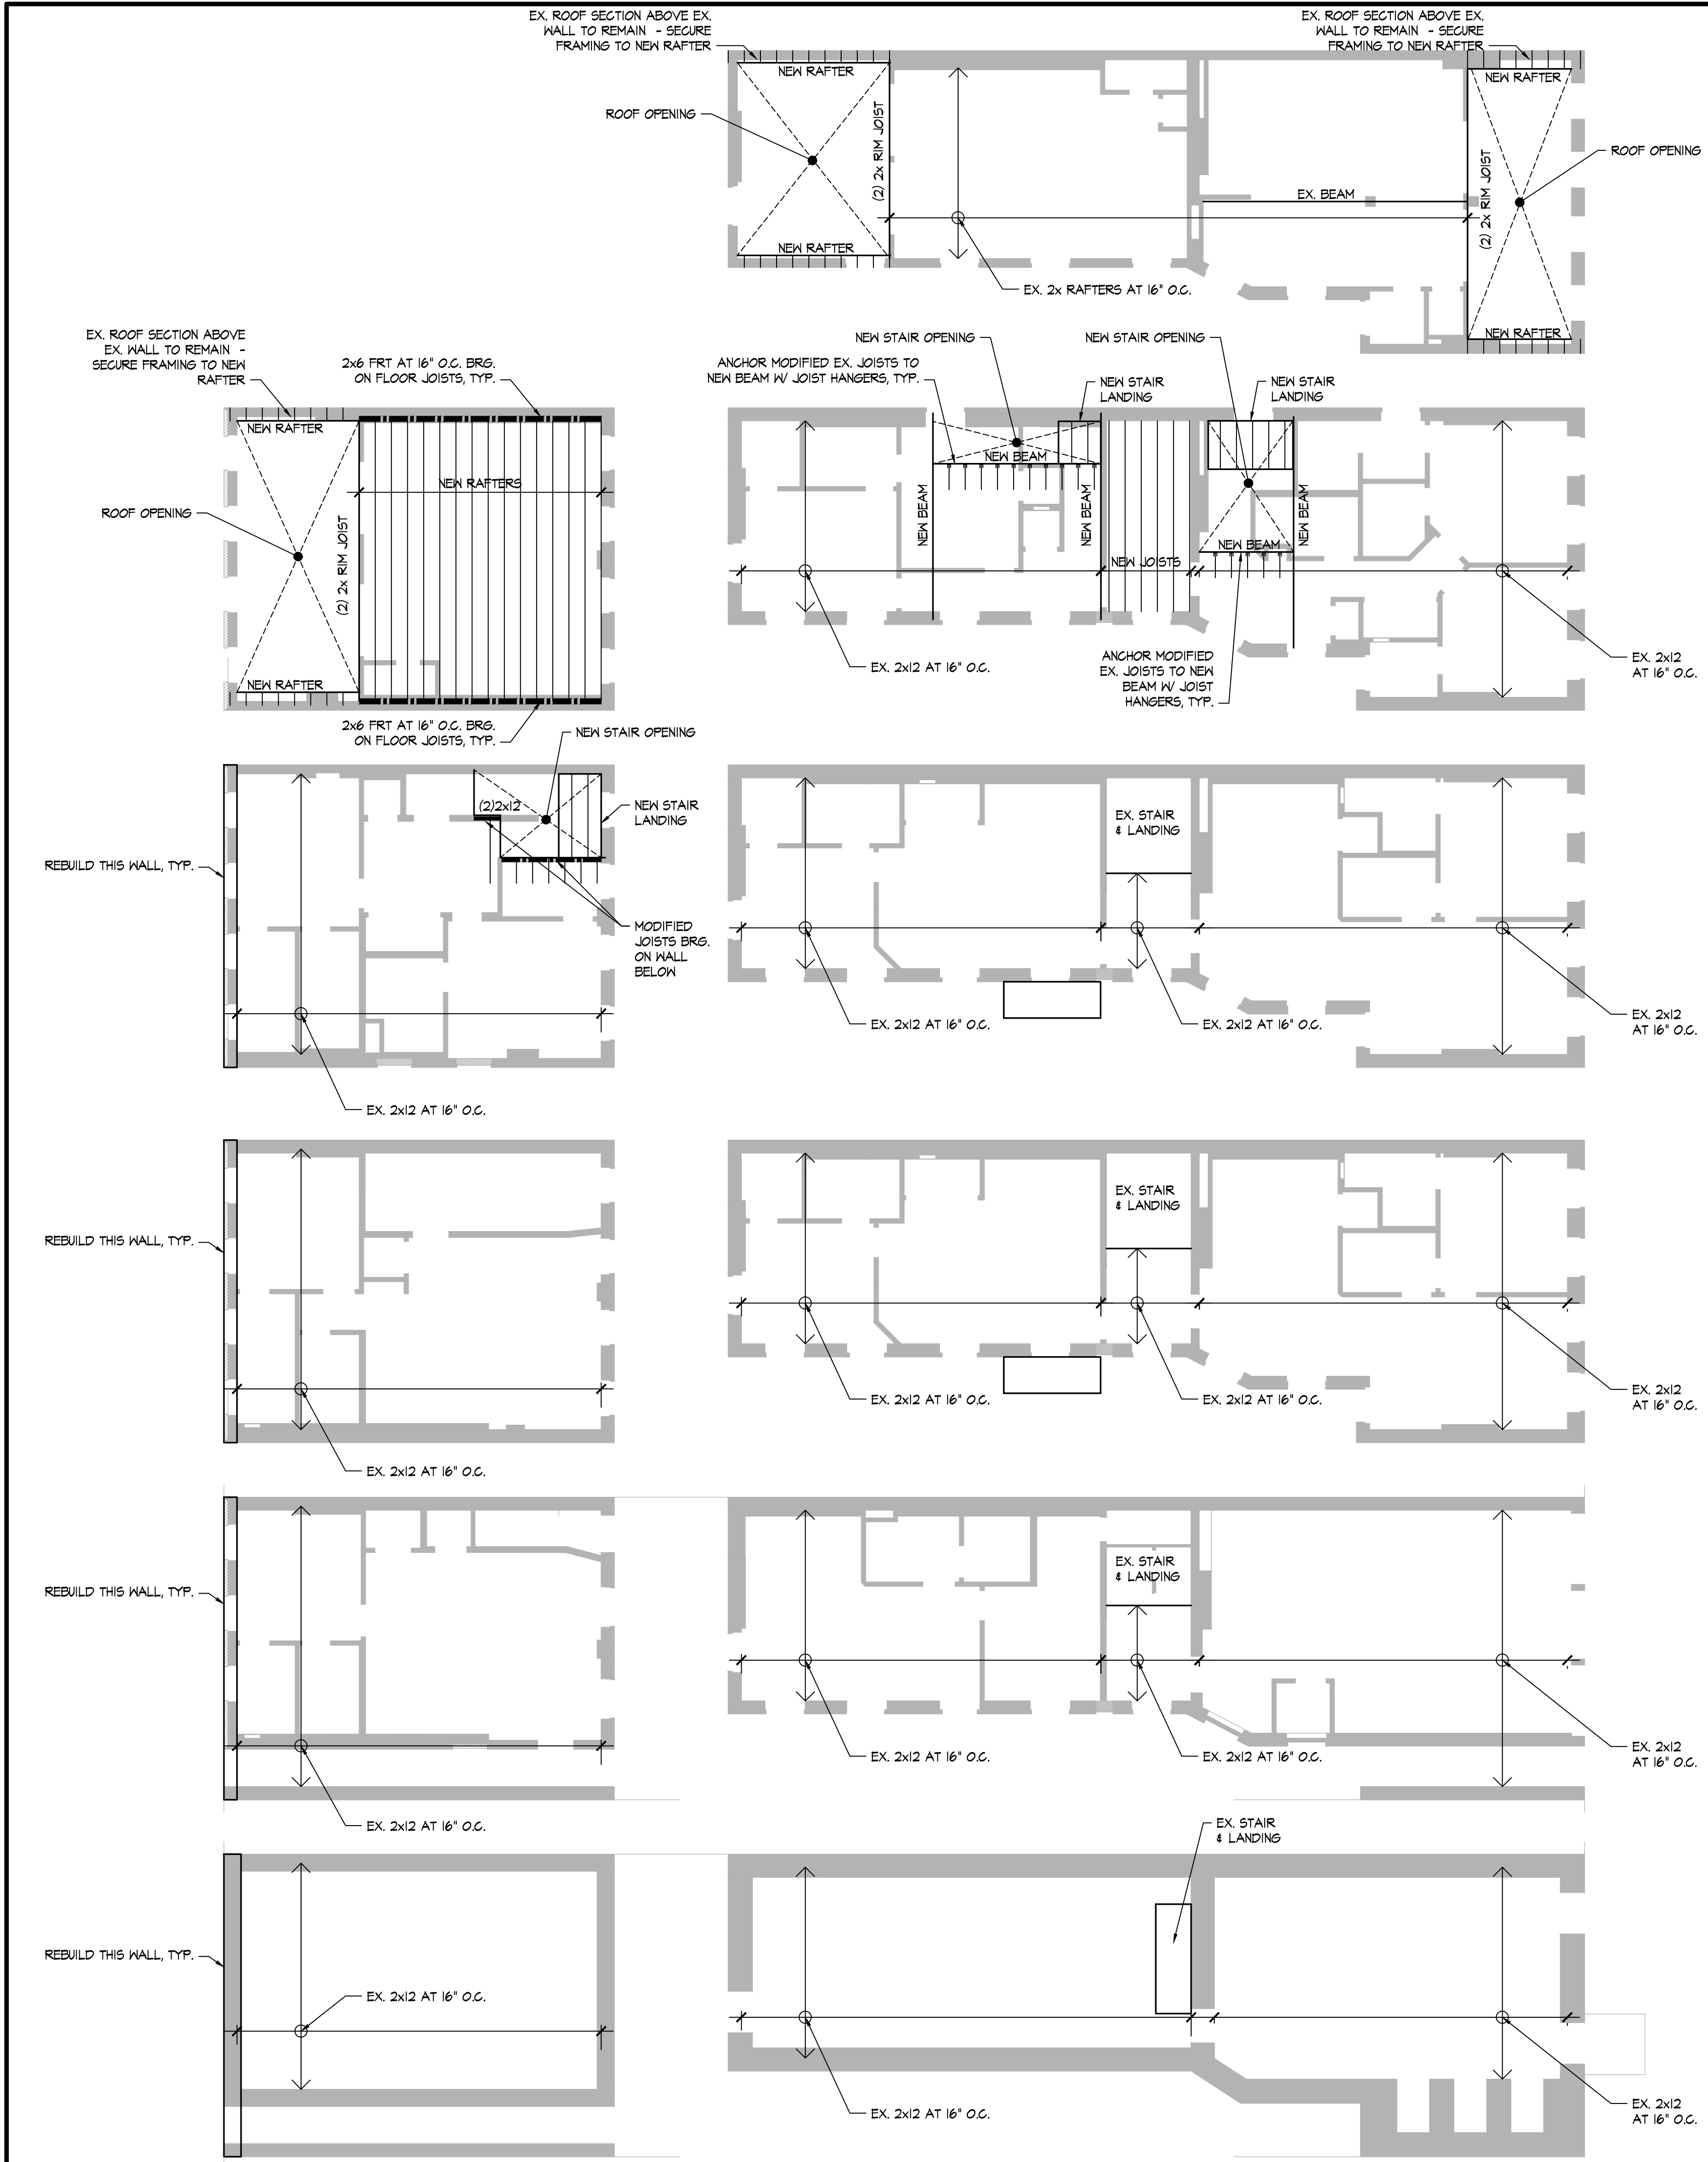 EX. ROOF SECTION ABOVE EX.
WALL TO REMAIN - SECURE
FRAMING TO NEW RAFTER
EX. ROOF SECTION ABOVE EX.
WALL TO REMAIN - SECURE
FRAMING TO NEW RAFTER
NEW RAFTER
NEW RAFTER
ROOF OPENING
(2) 2x RIM JOIST
(2) 2x RIM JOIST
ROOF OPENING
EX. BEAM
NEW RAFTER
EX. 2x RAFTERS AT 16" O.C.
NEW RAFTER
EX. ROOF SECTION ABOVE
EX. WALL TO REMAIN -
SECURE FRAMING TO NEW
RAFTER
2x6 FRT AT 16" O.C. BRG.
ON FLOOR JOISTS, TYP.
NEW RAFTER
NEW RAFTERS
ROOF OPENING
(2) 2x RIM JOIST
NEW RAFTER
2x6 FRT AT 16" O.C. BRG.
ON FLOOR JOISTS, TYP.
NEW STAIR OPENING
NEW STAIR OPENING
ANCHOR MODIFIED EX. JOISTS TO
NEW BEAM W/ JOIST HANGERS, TYP.
NEW STAIR
LANDING
NEW STAIR
LANDING
NEW BEAM
NEW BEAM
NEW BEAM
NEW BEAM
NEW BEAM
NEW JOISTS
EX. 2x12 AT 16" O.C.
ANCHOR MODIFIED
EX. JOISTS TO NEW
BEAM W/ JOIST
HANGERS, TYP.
EX. 2x12
AT 16" O.C.
NEW STAIR OPENING
(2)2x12
NEW STAIR
LANDING
REBUILD THIS WALL, TYP.
MODIFIED
JOISTS BRG.
ON WALL
BELOW
EX. 2x12 AT 16" O.C.
EX. STAIR
& LANDING
EX. 2x12 AT 16" O.C.
EX. 2x12 AT 16" O.C.
EX. 2x12
AT 16" O.C.
REBUILD THIS WALL, TYP.
EX. 2x12 AT 16" O.C.
EX. STAIR
& LANDING
EX. 2x12 AT 16" O.C.
EX. 2x12 AT 16" O.C.
EX. 2x12
AT 16" O.C.
REBUILD THIS WALL, TYP.
EX. 2x12 AT 16" O.C.
EX. STAIR
& LANDING
EX. 2x12 AT 16" O.C.
EX. 2x12 AT 16" O.C.
EX. 2x12
AT 16" O.C.
REBUILD THIS WALL, TYP.
EX. 2x12 AT 16" O.C.
EX. STAIR
& LANDING
EX. 2x12 AT 16" O.C.
EX. 2x12
AT 16" O.C.